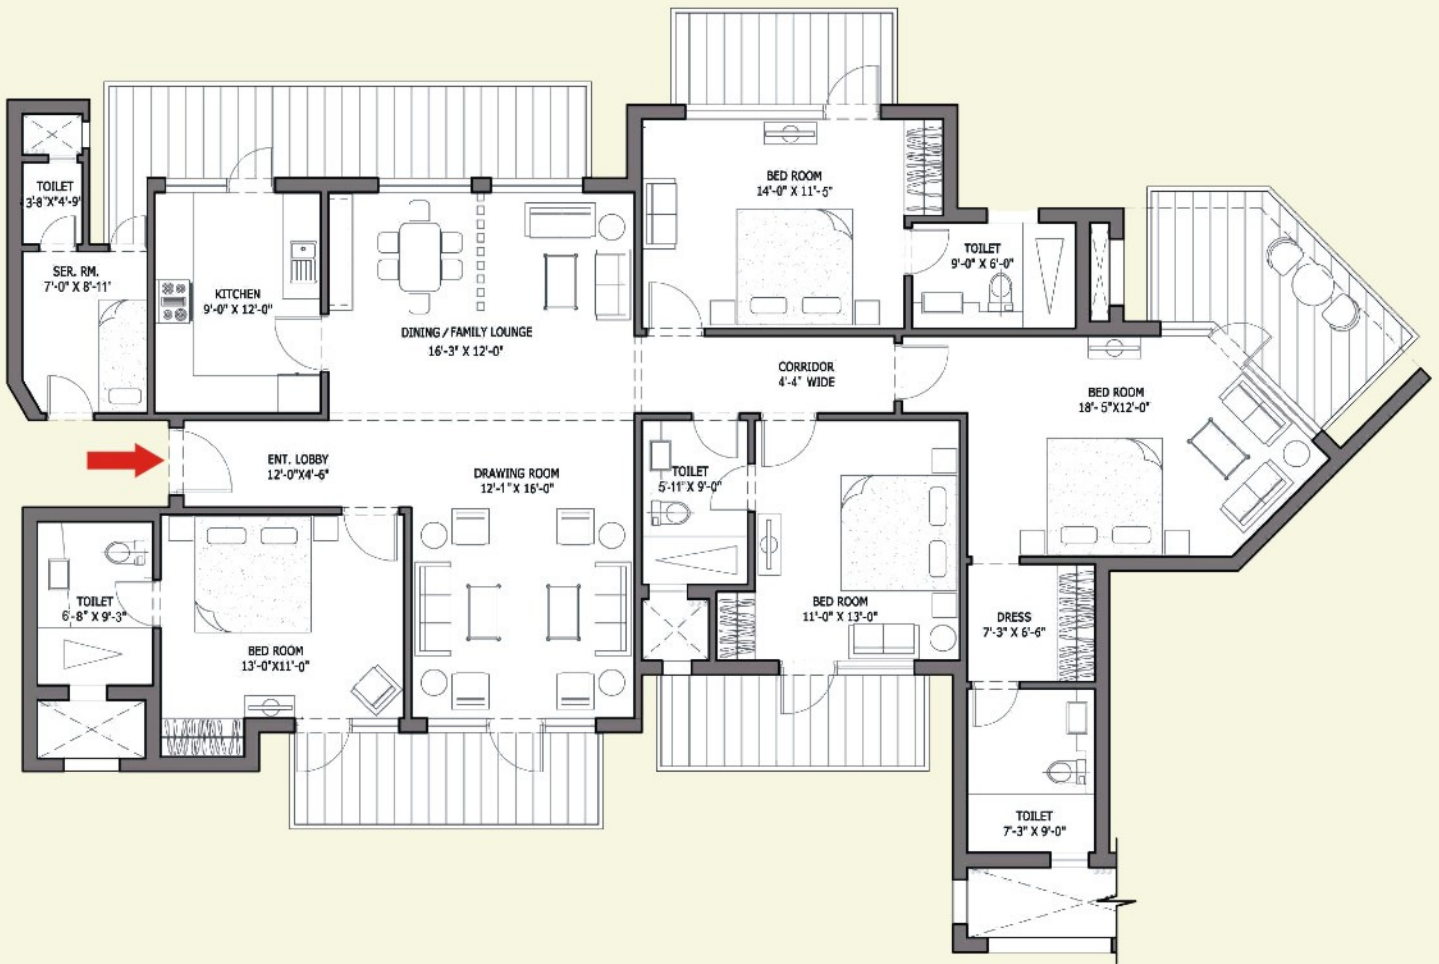 BED ROOM
14'-0" X 11'-5"
TOILET
3'8"X"4'-9'
SER. RM.
7'-0" X 8'-11'
KITCHEN
9'-0" X 12'-0"
DINING / FAMILY LOUNGE
16'-3" X 12'-0"
TOILET
9'-0" X 6'-0"
CORRIDOR
4'-4" WIDE
BED ROOM
18'- 5"X12'-0"
ENT. LOBBY
12'-0"X4'-6"
DRAWING ROOM
12'-1" X 16'-0"
TOILET
5'-11" X 9'-0"
TOILET
6'-8" X 9'-3"
BED ROOM
13'-0"X11'-0"
BED ROOM
11'-0" X 13'-0"
DRESS
7'-3" X 6'-6"
TOILET
7'-3" X 9'-0"